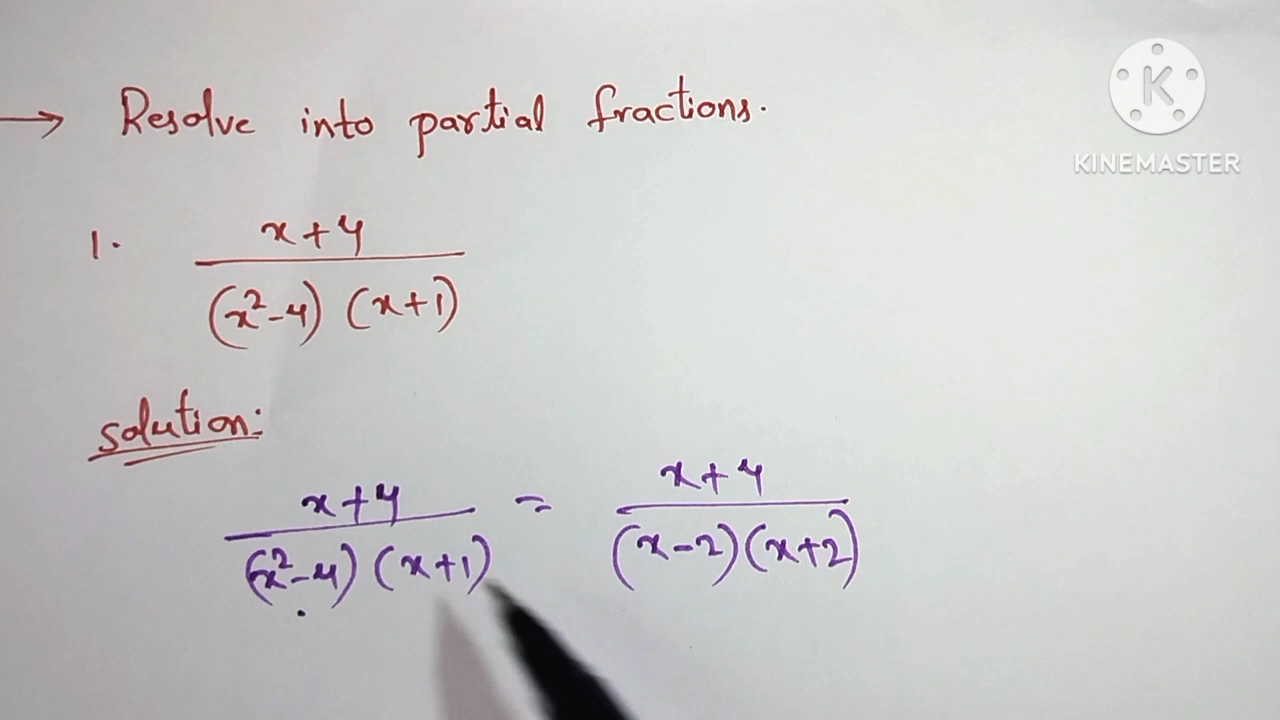 → Resolve into partial fractions.
KINEMASTER
1. x+4 / (x²-4) (x+1)
solution:
x+4 / (x²-4) (x+1) = x+4 / (x-2)(x+2)